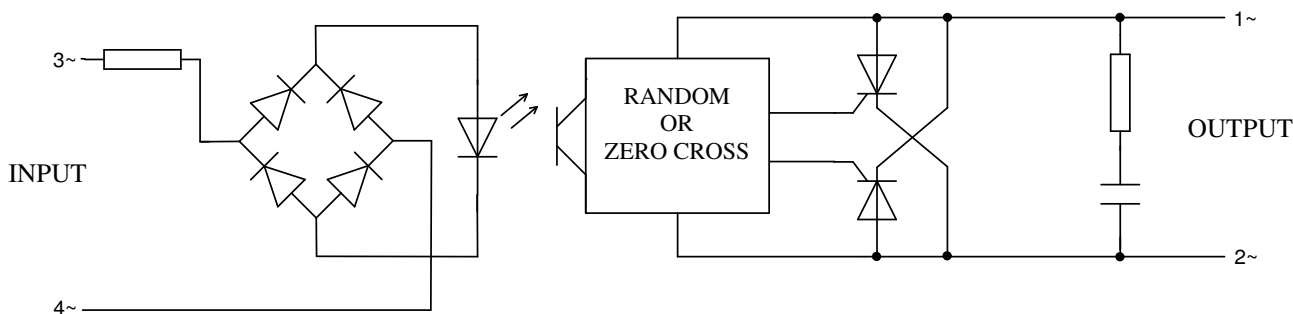 1~
3~
RANDOM
OR
ZERO CROSS
OUTPUT
INPUT
2~
4~